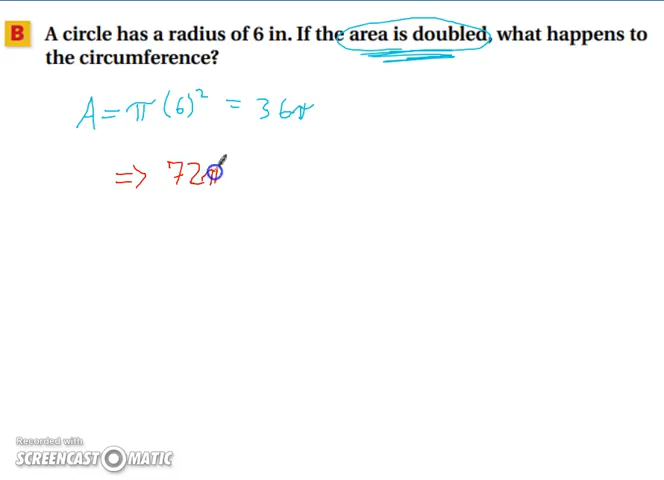 B A circle has a radius of 6 in. If the area is doubled, what happens to
the circumference?
A = π (6)² = 36π
=> 72π
Recorded with
SCREENCAST O MATIC